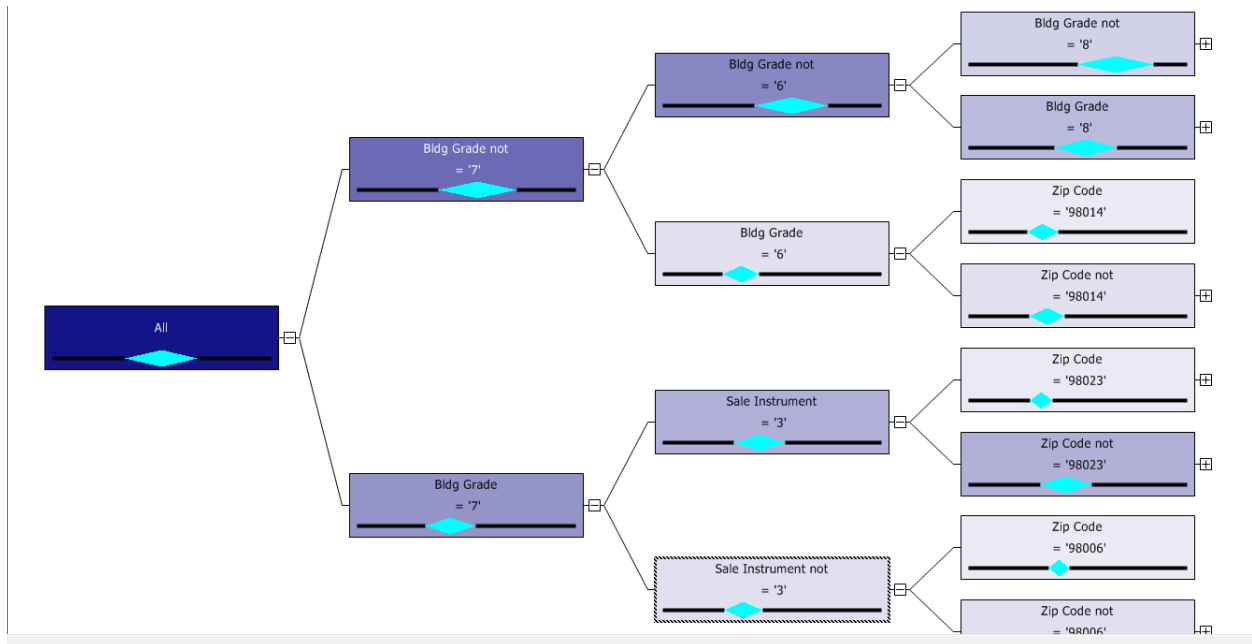 All
Bldg Grade not
= '7'
Bldg Grade
= '7'
Bldg Grade not
= '6'
Bldg Grade
= '6'
Sale Instrument
= '3'
Sale Instrument not
= '3'
Bldg Grade not
= '8'
Bldg Grade
= '8'
Zip Code
= '98014'
Zip Code not
= '98014'
Zip Code
= '98023'
Zip Code not
= '98023'
Zip Code
= '98006'
Zip Code not
= '98006'